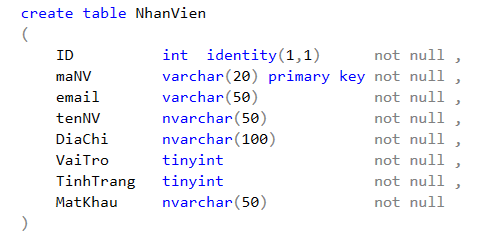 create table NhanVien
(
ID int identity(1,1) not null ,
maNV varchar(20) primary key not null ,
email varchar(50) not null ,
tenNV nvarchar(50) not null ,
DiaChi nvarchar(100) not null ,
VaiTro tinyint not null ,
TinhTrang tinyint not null ,
MatKhau nvarchar(50) not null
)